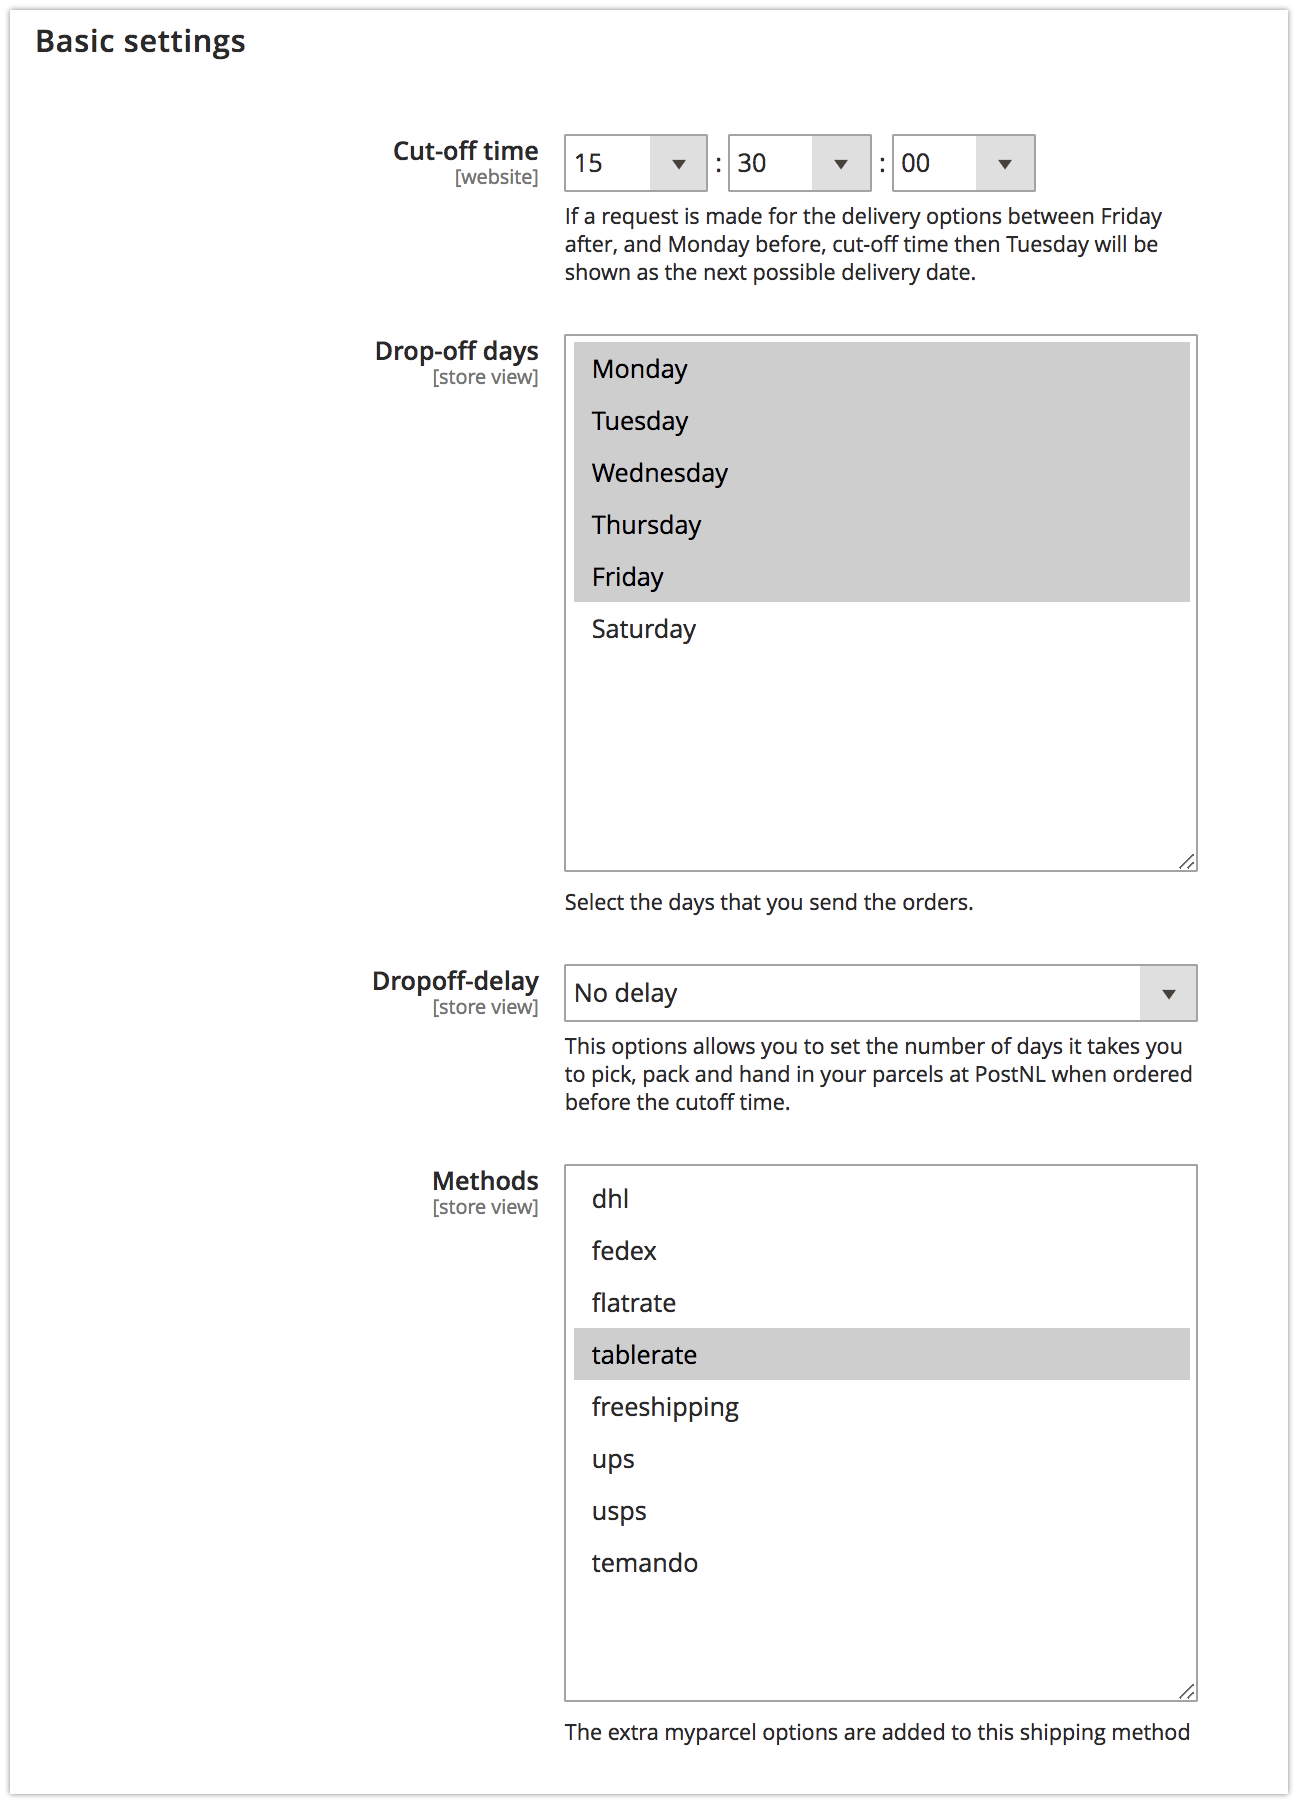 Basic settings
Cut-off time
[website]
15 : 30 : 00
If a request is made for the delivery options between Friday
after, and Monday before, cut-off time then Tuesday will be
shown as the next possible delivery date.
Drop-off days
[store view]
Monday
Tuesday
Wednesday
Thursday
Friday
Saturday
Select the days that you send the orders.
Dropoff-delay
[store view]
No delay
This options allows you to set the number of days it takes you
to pick, pack and hand in your parcels at PostNL when ordered
before the cutoff time.
Methods
[store view]
dhl
fedex
flatrate
tablerate
freeshipping
ups
usps
temando
The extra myparcel options are added to this shipping method